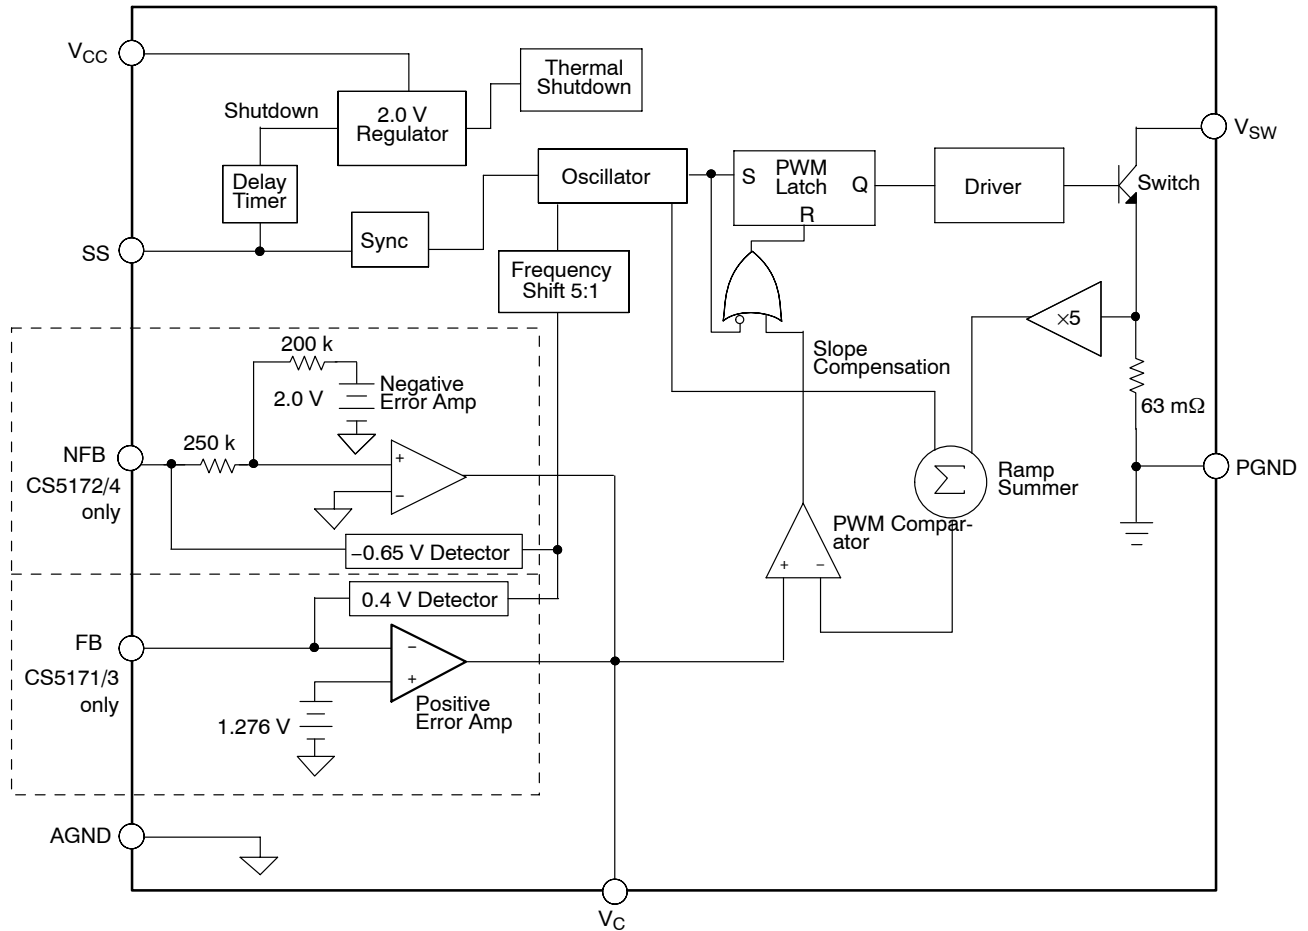 VCC
Thermal
Shutdown
Shutdown
2.0 V
Regulator
VSW
Delay
Timer
Oscillator
S
PWM
Latch
Q
R
Driver
Switch
SS
Sync
Frequency
Shift 5:1
×5
200 k
2.0 V
Negative
Error Amp
Slope
Compensation
63 mΩ
250 k
NFB
CS5172/4
only
+
−
Σ
Ramp
Summer
PGND
PWM Compar-
ator
−0.65 V Detector
+ −
0.4 V Detector
FB
CS5171/3
only
−
+
Positive
Error Amp
1.276 V
AGND
VC